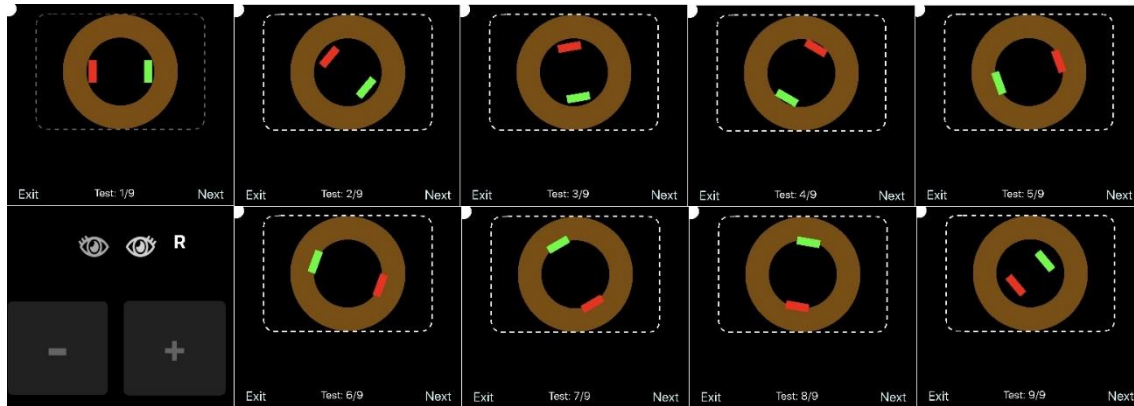 Exit Test: 1/9 Next
Exit Test: 2/9 Next
Exit Test: 3/9 Next
Exit Test: 4/9 Next
Exit Test: 5/9 Next
R
- +
Exit Test: 6/9 Next
Exit Test: 7/9 Next
Exit Test: 8/9 Next
Exit Test: 9/9 Next